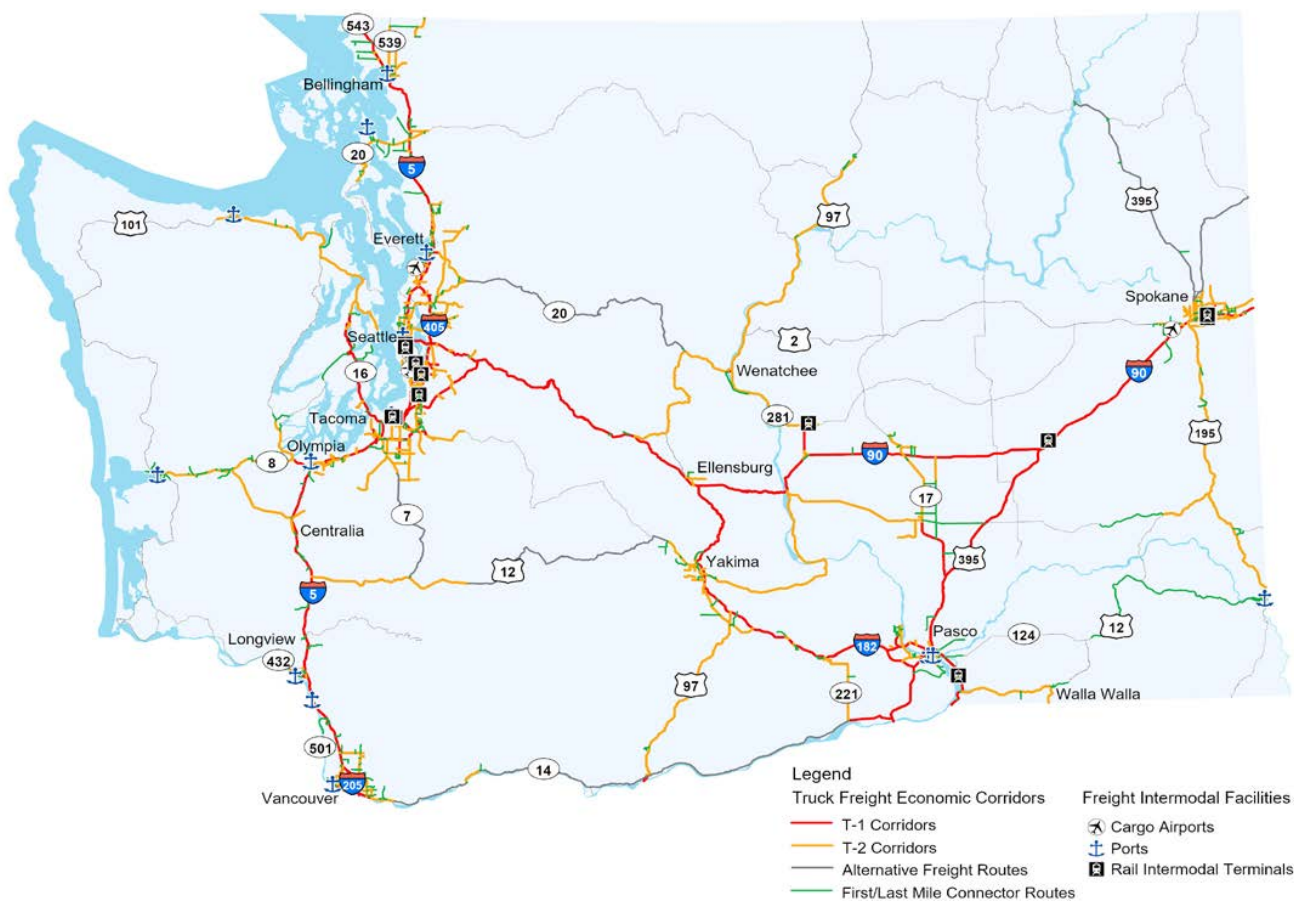 543
539
Bellingham
20
5
101
97
395
Everett
Spokane
20
405
Seattle
2
90
16
Wenatchee
Tacoma
281
195
Olympia
8
90
Ellensburg
17
7
Centralia
395
12
Yakima
5
Longview
182
Pasco
124
12
432
97
221
Walla Walla
501
14
205
Vancouver
Legend
Truck Freight Economic Corridors
Freight Intermodal Facilities
T-1 Corridors
Cargo Airports
T-2 Corridors
Ports
Alternative Freight Routes
Rail Intermodal Terminals
First/Last Mile Connector Routes